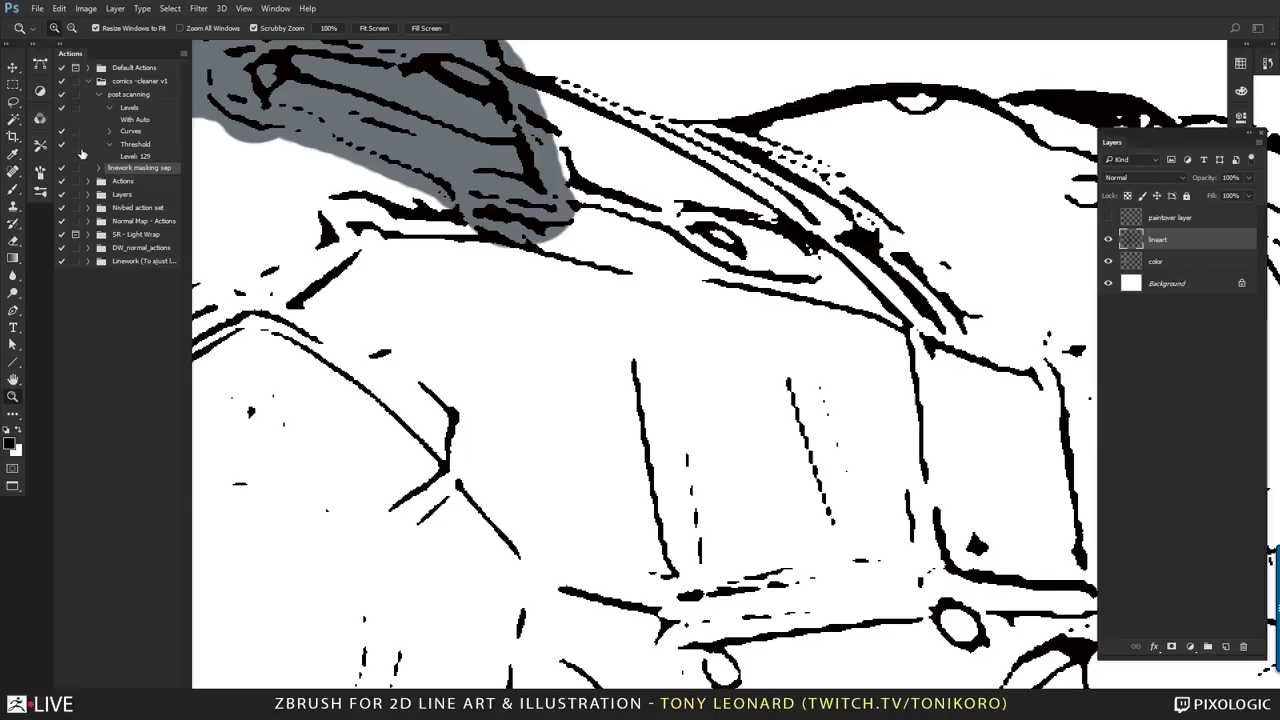 Ps File Edit Image Layer Type Select Filter 3D View Window Help
Resize Windows to Fit Zoom All Windows Scrubby Zoom 100% Fit Screen Fill Screen
Actions
Default Actions
comics -cleaner v1
post scanning
Levels
With Auto
Curves
Threshold
Level: 129
linework masking sep
Actions
Layers
Nivbed action set
Normal Map - Actions
SR - Light Wrap
DW_normal_actions
Linework (To ajust l...
Layers
Kind
Normal Opacity: 100%
Lock: Fill: 100%
paintover layer
lineart
color
Background
LIVE
ZBRUSH FOR 2D LINE ART & ILLUSTRATION - TONY LEONARD (TWITCH.TV/TONIKORO)
PIXOLOGIC